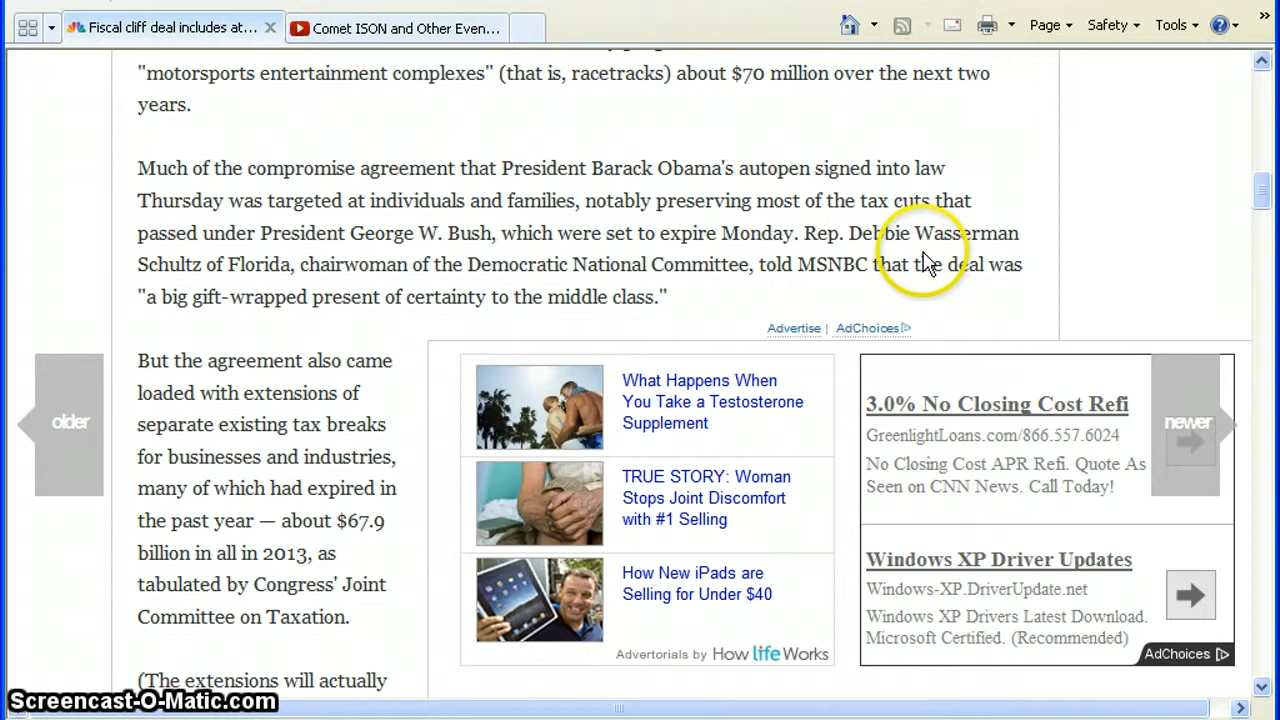 Fiscal cliff deal includes at...
Comet ISON and Other Even...
Page
Safety
Tools
"motorsports entertainment complexes" (that is, racetracks) about $70 million over the next two
years.
Much of the compromise agreement that President Barack Obama's autopen signed into law
Thursday was targeted at individuals and families, notably preserving most of the tax cuts that
passed under President George W. Bush, which were set to expire Monday. Rep. Debbie Wasserman
Schultz of Florida, chairwoman of the Democratic National Committee, told MSNBC that the deal was
"a big gift-wrapped present of certainty to the middle class."
Advertise | AdChoices
But the agreement also came
loaded with extensions of
separate existing tax breaks
for businesses and industries,
many of which had expired in
the past year — about $67.9
billion in all in 2013, as
tabulated by Congress' Joint
Committee on Taxation.
(The extensions will actually
older
What Happens When
You Take a Testosterone
Supplement
TRUE STORY: Woman
Stops Joint Discomfort
with #1 Selling
How New iPads are
Selling for Under $40
Advertorials by How life Works
3.0% No Closing Cost Refi
GreenlightLoans.com/866.557.6024
No Closing Cost APR Refi. Quote As
Seen on CNN News. Call Today!
newer
Windows XP Driver Updates
Windows-XP.DriverUpdate.net
Windows XP Drivers Latest Download.
Microsoft Certified. (Recommended)
AdChoices
Screencast-O-Matic.com